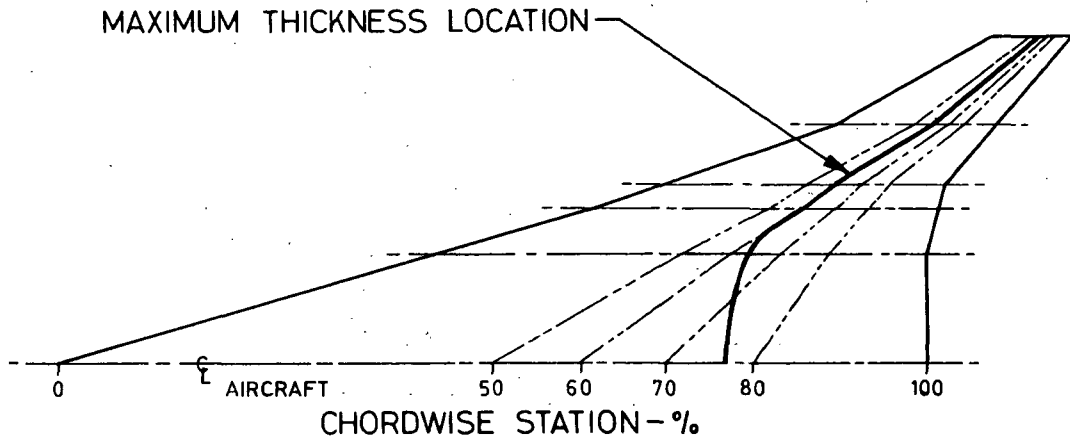 MAXIMUM THICKNESS LOCATION
℄ AIRCRAFT
0 50 60 70 80 100
CHORDWISE STATION - %